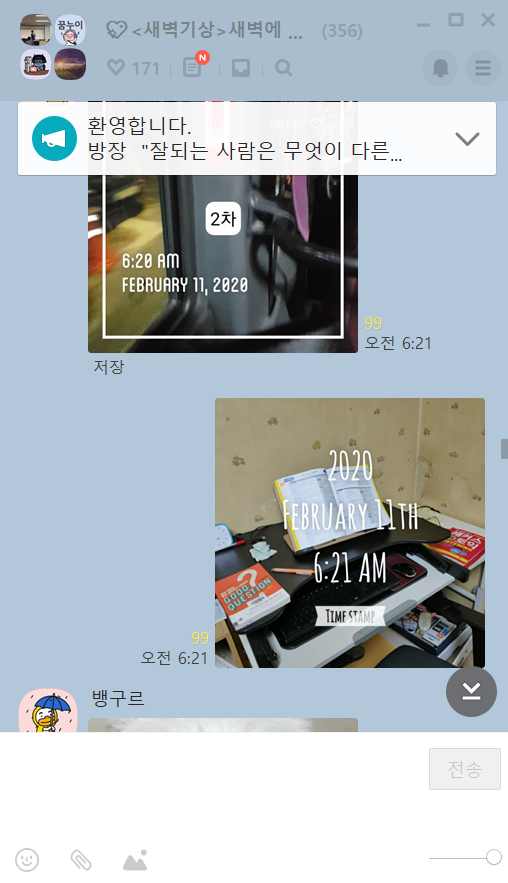 꿈누이
<새벽기상>새벽에 ... (356)
171
N
환영합니다.
방장 "잘되는 사람은 무엇이 다른...
2차
6:20 AM
FEBRUARY 11, 2020
99
오전 6:21
저장
2020
FEBRUARY 11TH
6:21 AM
TIME STAMP
GOOD
QUESTION
?
99
오전 6:21
뱅구르
전송